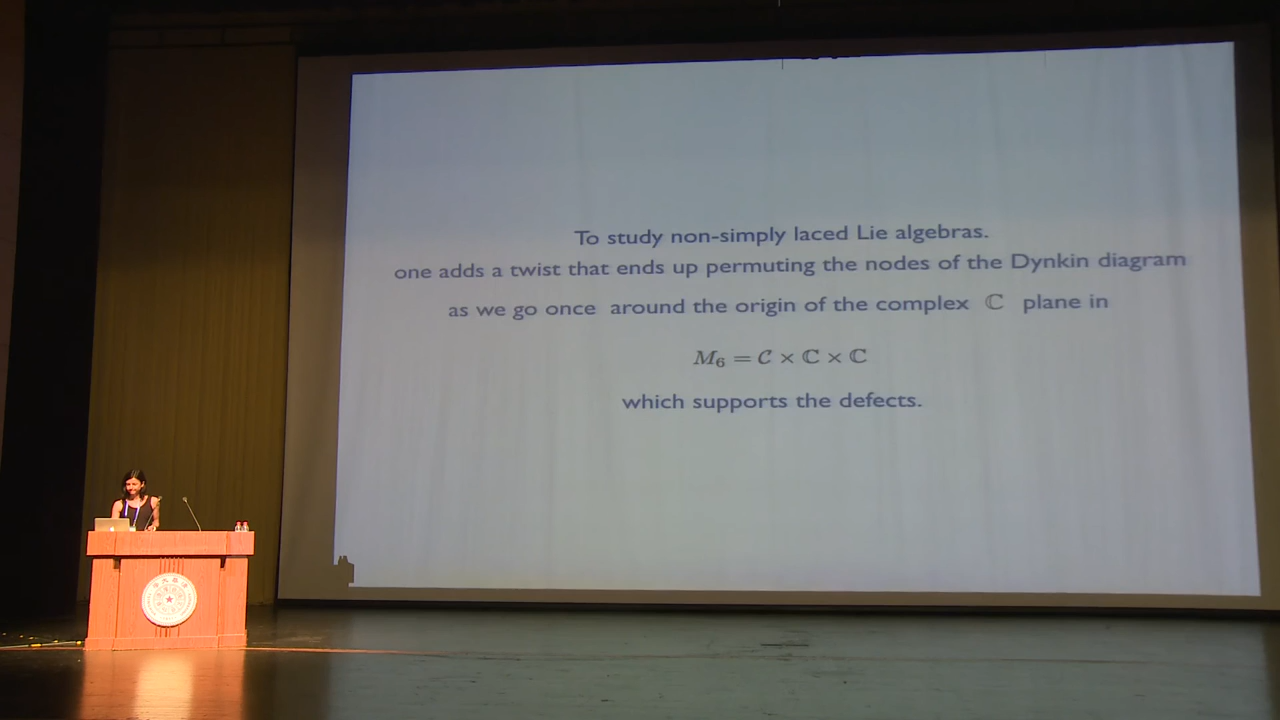 To study non-simply laced Lie algebras.
one adds a twist that ends up permuting the nodes of the Dynkin diagram
as we go once around the origin of the complex ℂ plane in
M₆ = 𝒞 × ℂ × ℂ
which supports the defects.